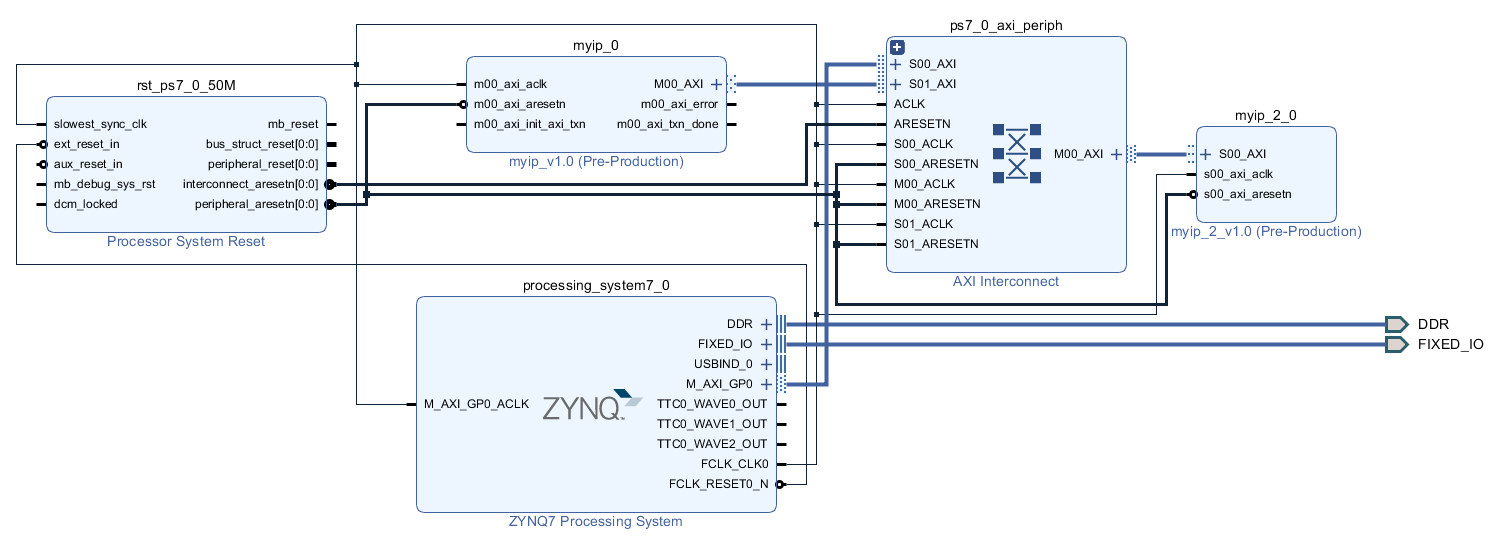 ps7_0_axi_periph
S00_AXI
S01_AXI
ACLK
ARESETN
S00_ACLK
S00_ARESETN
M00_ACLK
M00_ARESETN
S01_ACLK
S01_ARESETN
M00_AXI
AXI Interconnect
myip_0
m00_axi_aclk
m00_axi_aresetn
m00_axi_init_axi_txn
M00_AXI
m00_axi_error
m00_axi_txn_done
myip_v1.0 (Pre-Production)
rst_ps7_0_50M
slowest_sync_clk
ext_reset_in
aux_reset_in
mb_debug_sys_rst
dcm_locked
mb_reset
bus_struct_reset[0:0]
peripheral_reset[0:0]
interconnect_aresetn[0:0]
peripheral_aresetn[0:0]
Processor System Reset
myip_2_0
S00_AXI
s00_axi_aclk
s00_axi_aresetn
myip_2_v1.0 (Pre-Production)
processing_system7_0
DDR
FIXED_IO
USBIND_0
M_AXI_GP0
TTC0_WAVE0_OUT
TTC0_WAVE1_OUT
TTC0_WAVE2_OUT
FCLK_CLK0
FCLK_RESET0_N
M_AXI_GP0_ACLK
ZYNQ
ZYNQ7 Processing System
DDR
FIXED_IO